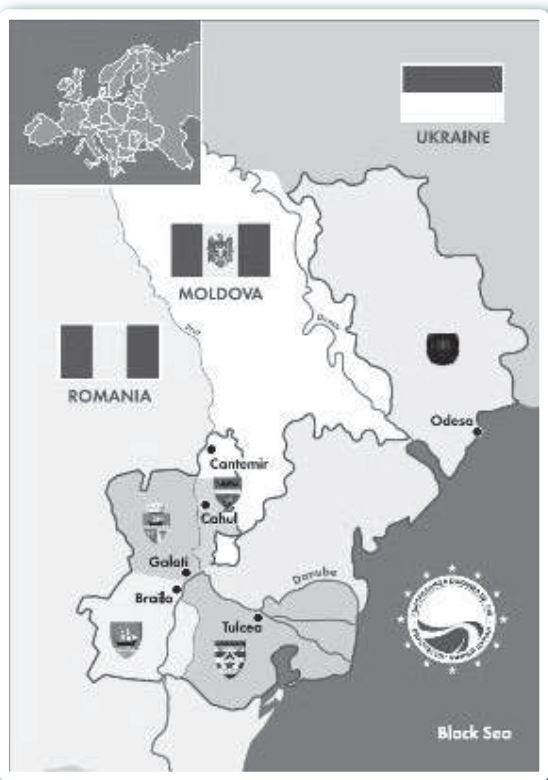 UKRAINE
MOLDOVA
ROMANIA
Odesa
Cantemir
Cahul
Galati
Braila
Danube
Tulcea
Black Sea